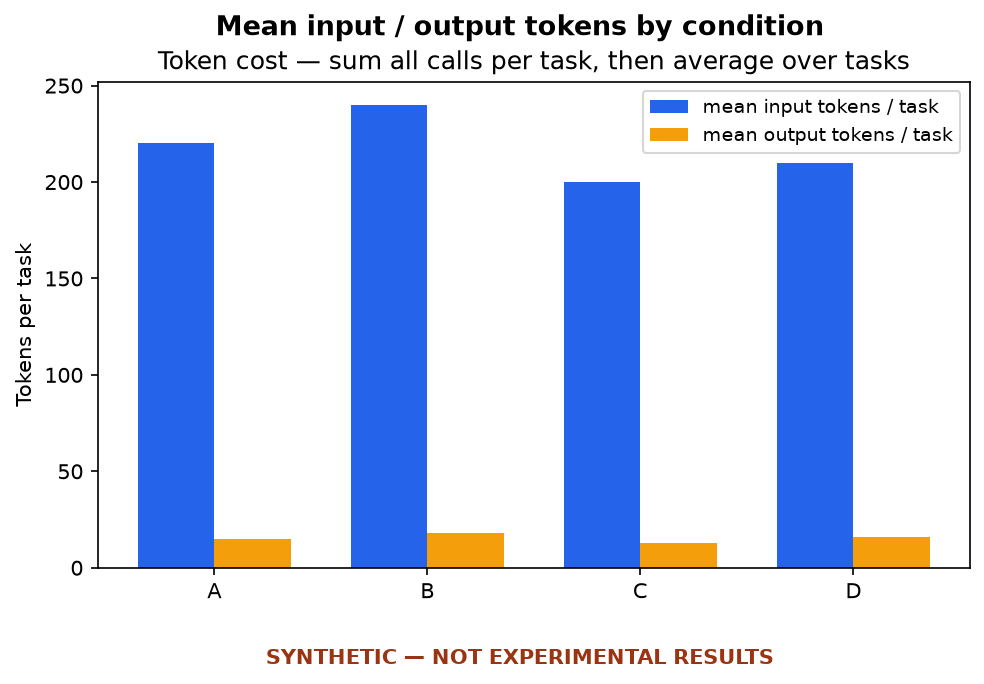 Mean input / output tokens by condition
Token cost — sum all calls per task, then average over tasks
mean input tokens / task
mean output tokens / task
Tokens per task
250
200
150
100
50
0
A
B
C
D
SYNTHETIC — NOT EXPERIMENTAL RESULTS